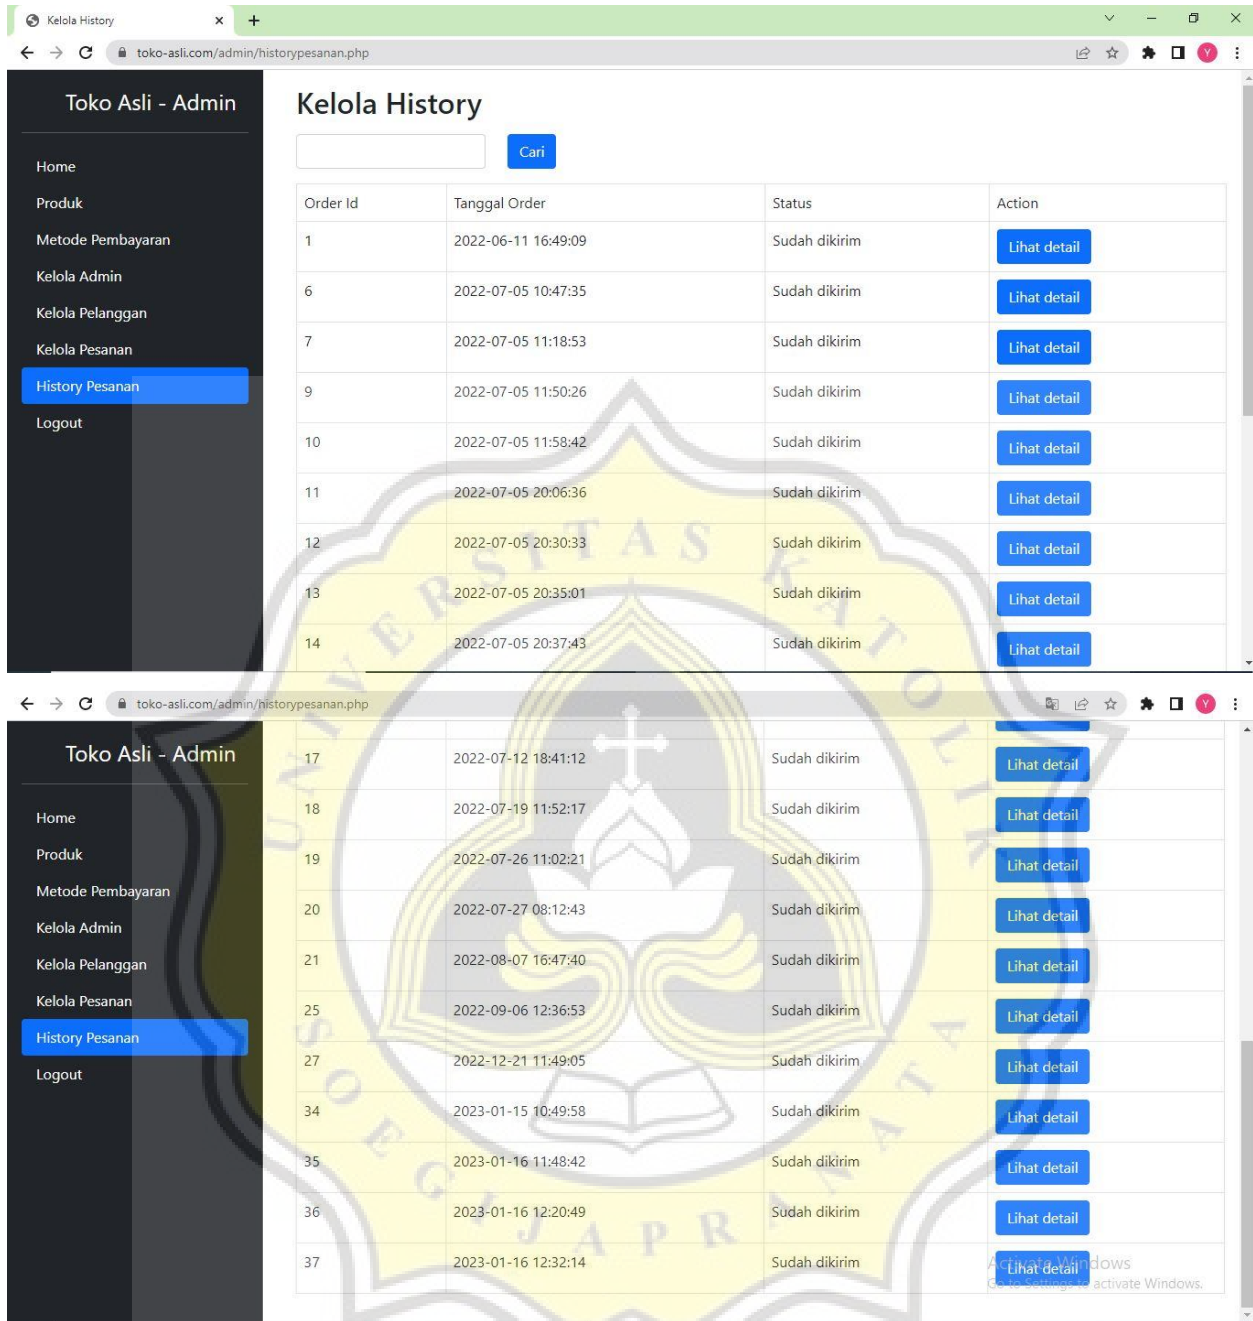 Kelola History
toko-asli.com/admin/historypesanan.php
Y
Toko Asli - Admin
Home
Produk
Metode Pembayaran
Kelola Admin
Kelola Pelanggan
Kelola Pesanan
History Pesanan
Logout
Kelola History
Cari
Order Id Tanggal Order Status Action
1 2022-06-11 16:49:09 Sudah dikirim Lihat detail
6 2022-07-05 10:47:35 Sudah dikirim Lihat detail
7 2022-07-05 11:18:53 Sudah dikirim Lihat detail
9 2022-07-05 11:50:26 Sudah dikirim Lihat detail
10 2022-07-05 11:58:42 Sudah dikirim Lihat detail
11 2022-07-05 20:06:36 Sudah dikirim Lihat detail
12 2022-07-05 20:30:33 Sudah dikirim Lihat detail
13 2022-07-05 20:35:01 Sudah dikirim Lihat detail
14 2022-07-05 20:37:43 Sudah dikirim Lihat detail
toko-asli.com/admin/historypesanan.php
Y
Toko Asli - Admin
Home
Produk
Metode Pembayaran
Kelola Admin
Kelola Pelanggan
Kelola Pesanan
History Pesanan
Logout
17 2022-07-12 18:41:12 Sudah dikirim Lihat detail
18 2022-07-19 11:52:17 Sudah dikirim Lihat detail
19 2022-07-26 11:02:21 Sudah dikirim Lihat detail
20 2022-07-27 08:12:43 Sudah dikirim Lihat detail
21 2022-08-07 16:47:40 Sudah dikirim Lihat detail
25 2022-09-06 12:36:53 Sudah dikirim Lihat detail
27 2022-12-21 11:49:05 Sudah dikirim Lihat detail
34 2023-01-15 10:49:58 Sudah dikirim Lihat detail
35 2023-01-16 11:48:42 Sudah dikirim Lihat detail
36 2023-01-16 12:20:49 Sudah dikirim Lihat detail
37 2023-01-16 12:32:14 Sudah dikirim Lihat detail
Activate Windows
Go to Settings to activate Windows.
UNIVERSITAS KATOLIK
SOEGIJAPRANATA